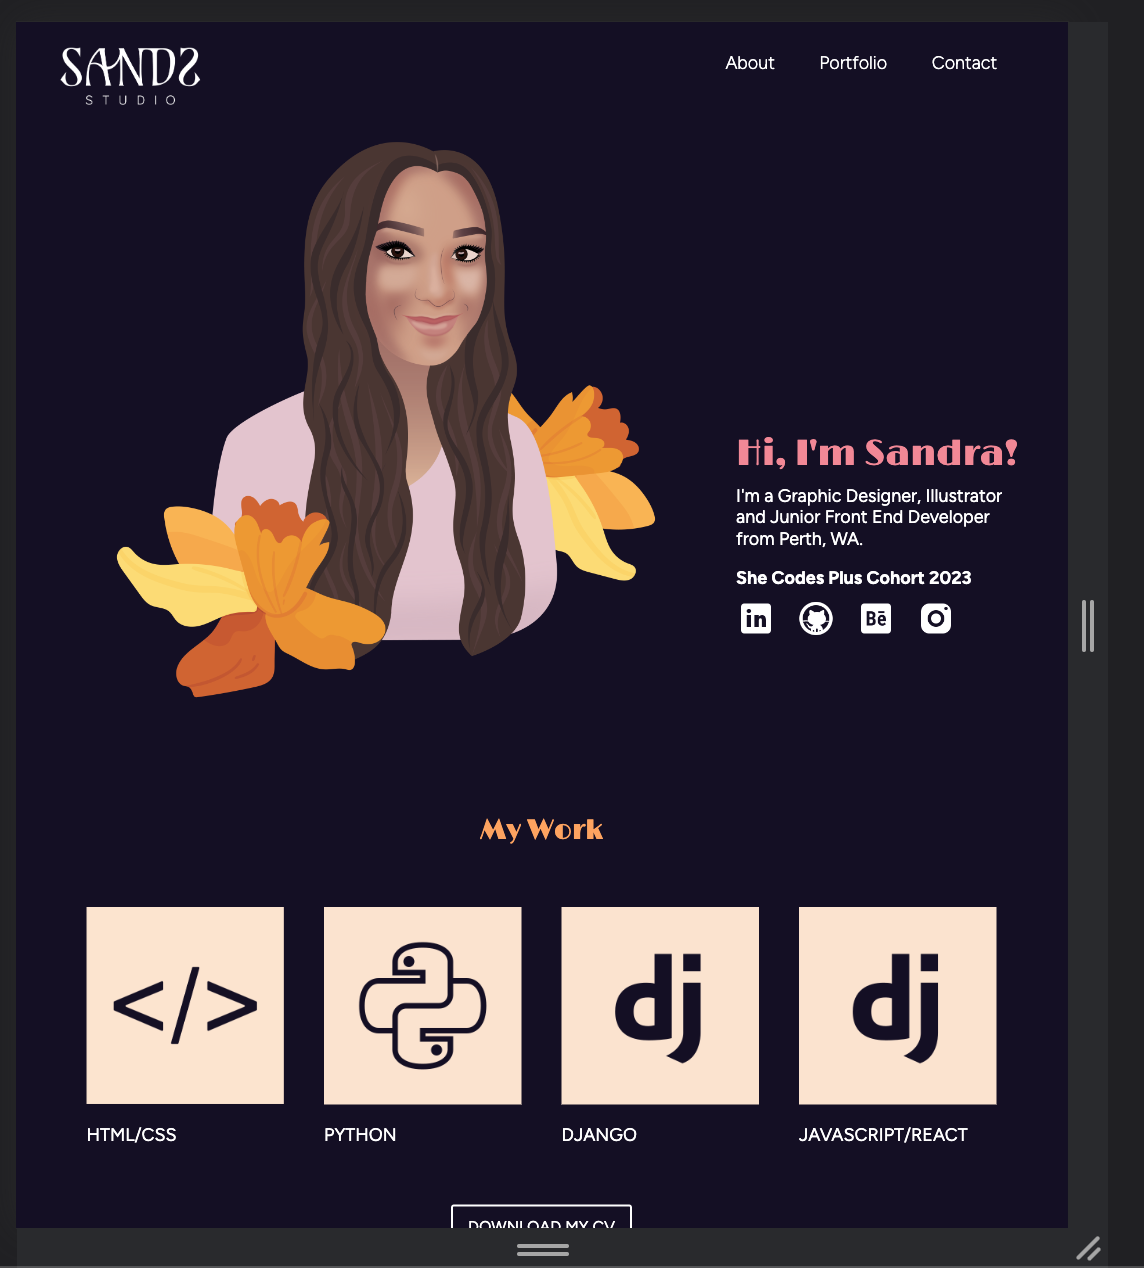 SANDS
STUDIO
About Portfolio Contact
Hi, I'm Sandra!
I'm a Graphic Designer, Illustrator
and Junior Front End Developer
from Perth, WA.
She Codes Plus Cohort 2023
in Bē
My Work
</> dj dj
HTML/CSS PYTHON DJANGO JAVASCRIPT/REACT
DOWNLOAD MY CV